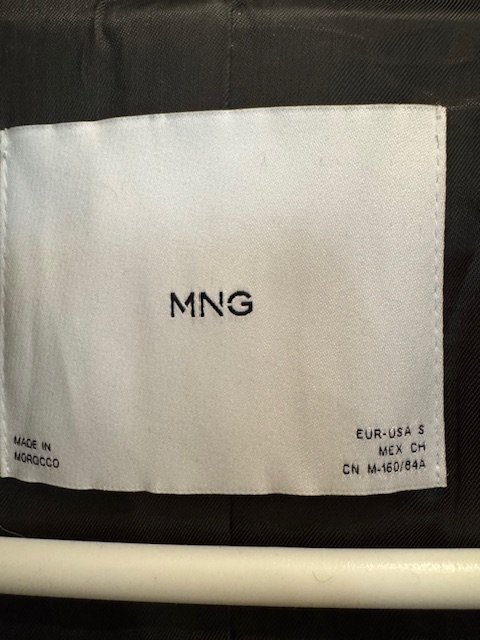 MNG
MADE IN
MOROCCO
EUR-USA S
MEX CH
CN M-160/84A